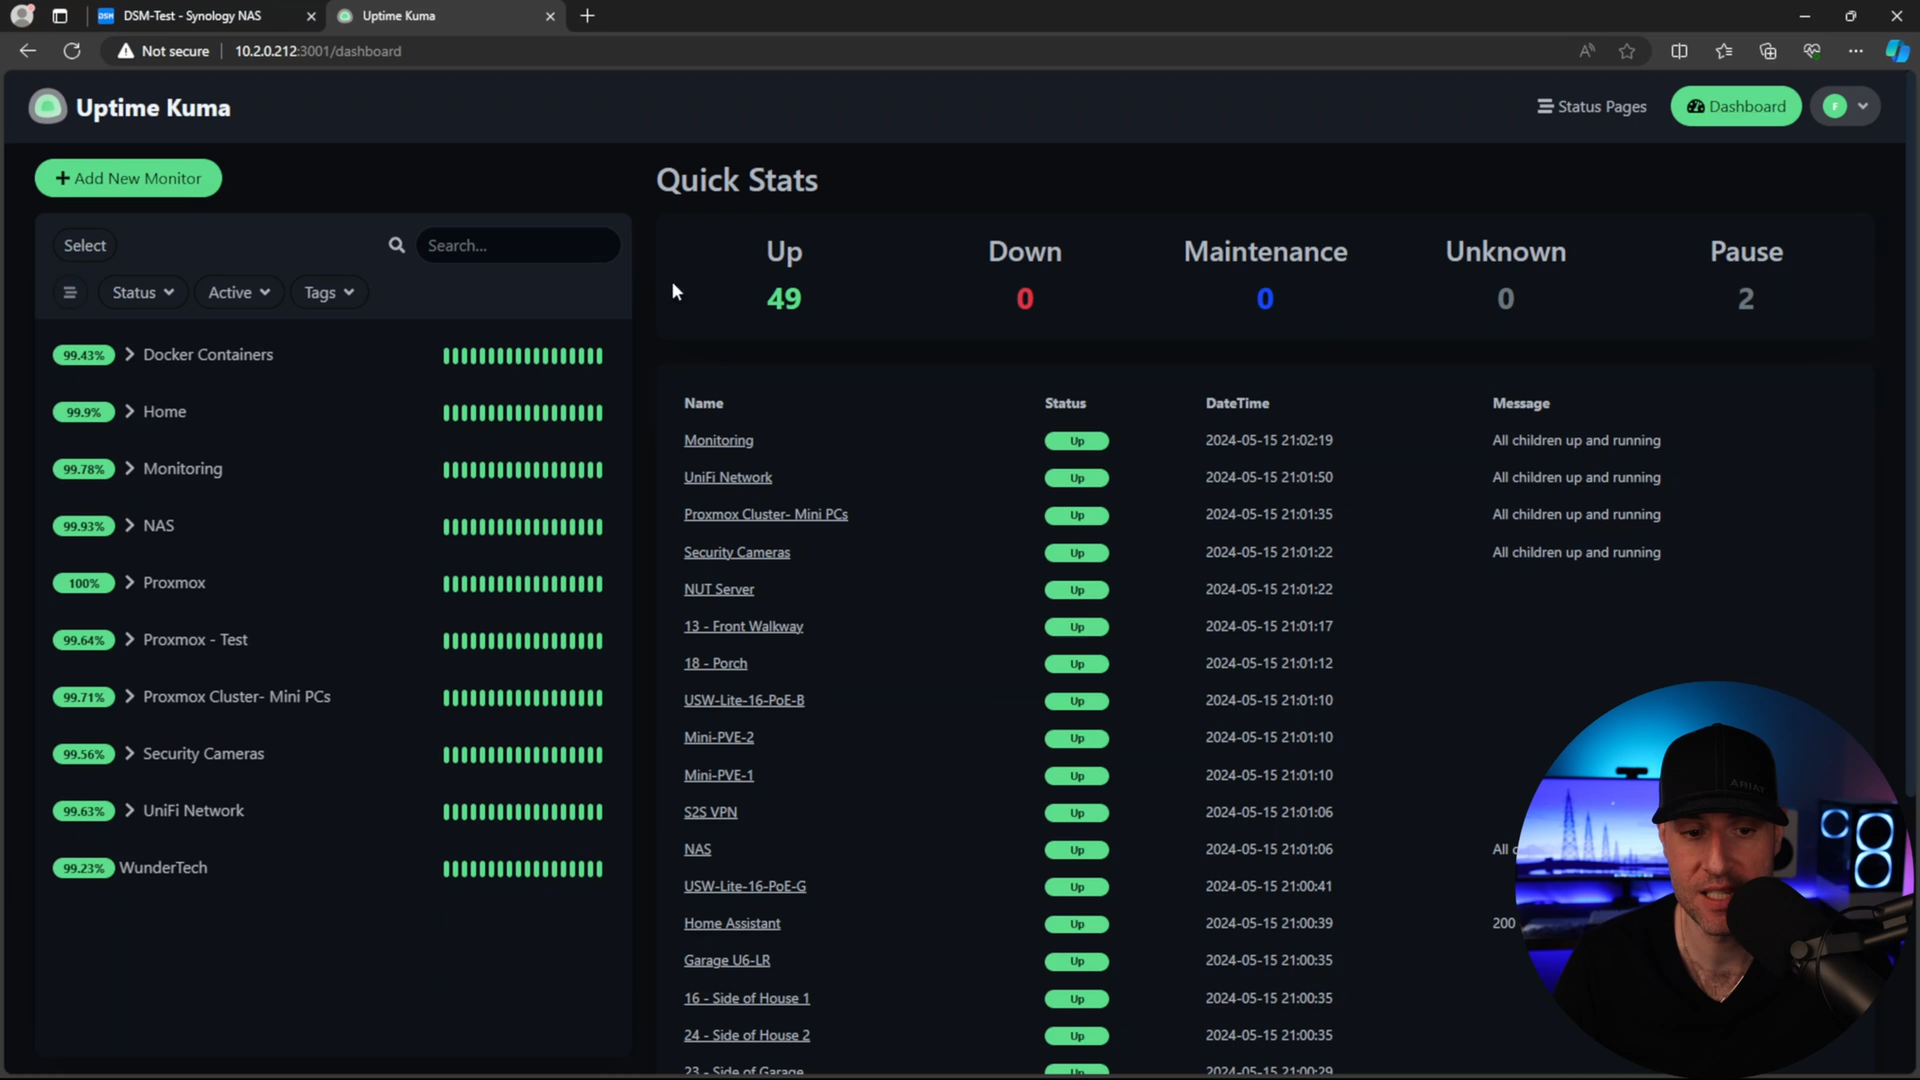 DSM-Test - Synology NAS
Uptime Kuma
Not secure
10.2.0.212:3001/dashboard
Uptime Kuma
Status Pages
Dashboard
F
+ Add New Monitor
Select
Search...
Status
Active
Tags
99.43% Docker Containers
99.9% Home
99.78% Monitoring
99.93% NAS
100% Proxmox
99.64% Proxmox - Test
99.71% Proxmox Cluster- Mini PCs
99.56% Security Cameras
99.63% UniFi Network
99.23% WunderTech
Quick Stats
Up Down Maintenance Unknown Pause
49 0 0 0 2
Name Status DateTime Message
Monitoring Up 2024-05-15 21:02:19 All children up and running
UniFi Network Up 2024-05-15 21:01:50 All children up and running
Proxmox Cluster- Mini PCs Up 2024-05-15 21:01:35 All children up and running
Security Cameras Up 2024-05-15 21:01:22 All children up and running
NUT Server Up 2024-05-15 21:01:22
13 - Front Walkway Up 2024-05-15 21:01:17
18 - Porch Up 2024-05-15 21:01:12
USW-Lite-16-PoE-B Up 2024-05-15 21:01:10
Mini-PVE-2 Up 2024-05-15 21:01:10
Mini-PVE-1 Up 2024-05-15 21:01:10
S2S VPN Up 2024-05-15 21:01:06
NAS Up 2024-05-15 21:01:06 All
USW-Lite-16-PoE-G Up 2024-05-15 21:00:41
Home Assistant Up 2024-05-15 21:00:39 200
Garage U6-LR Up 2024-05-15 21:00:35
16 - Side of House 1 Up 2024-05-15 21:00:35
24 - Side of House 2 Up 2024-05-15 21:00:35
23 - Side of Garage Up 2024-05-15 21:00:29